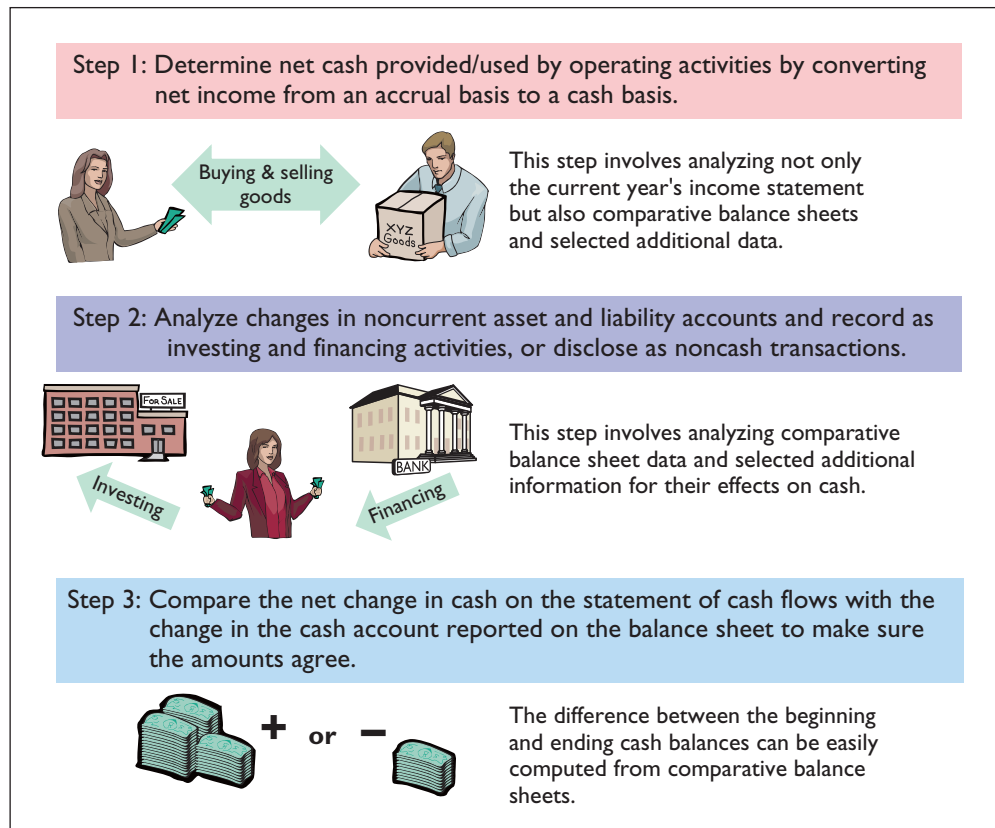 Step 1: Determine net cash provided/used by operating activities by converting
net income from an accrual basis to a cash basis.
Buying & selling
goods
XYZ
Goods
This step involves analyzing not only
the current year's income statement
but also comparative balance sheets
and selected additional data.
Step 2: Analyze changes in noncurrent asset and liability accounts and record as
investing and financing activities, or disclose as noncash transactions.
FOR SALE
BANK
Investing
Financing
This step involves analyzing comparative
balance sheet data and selected additional
information for their effects on cash.
Step 3: Compare the net change in cash on the statement of cash flows with the
change in the cash account reported on the balance sheet to make sure
the amounts agree.
+ or −
The difference between the beginning
and ending cash balances can be easily
computed from comparative balance
sheets.